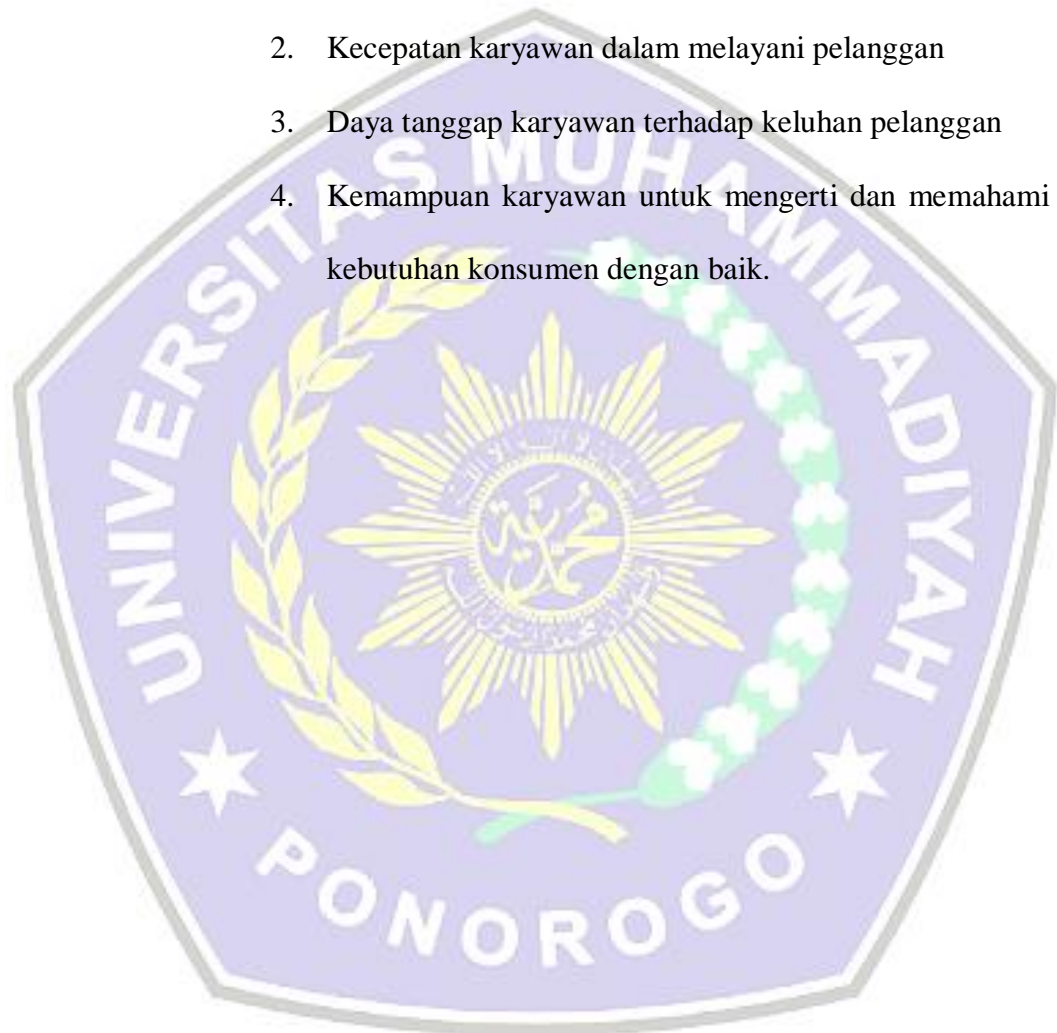 2. Kecepatan karyawan dalam melayani pelanggan
3. Daya tanggap karyawan terhadap keluhan pelanggan
4. Kemampuan karyawan untuk mengerti dan memahami
kebutuhan konsumen dengan baik.
UNIVERSITAS MUHAMMADIYAH
PONOROGO
محمدية